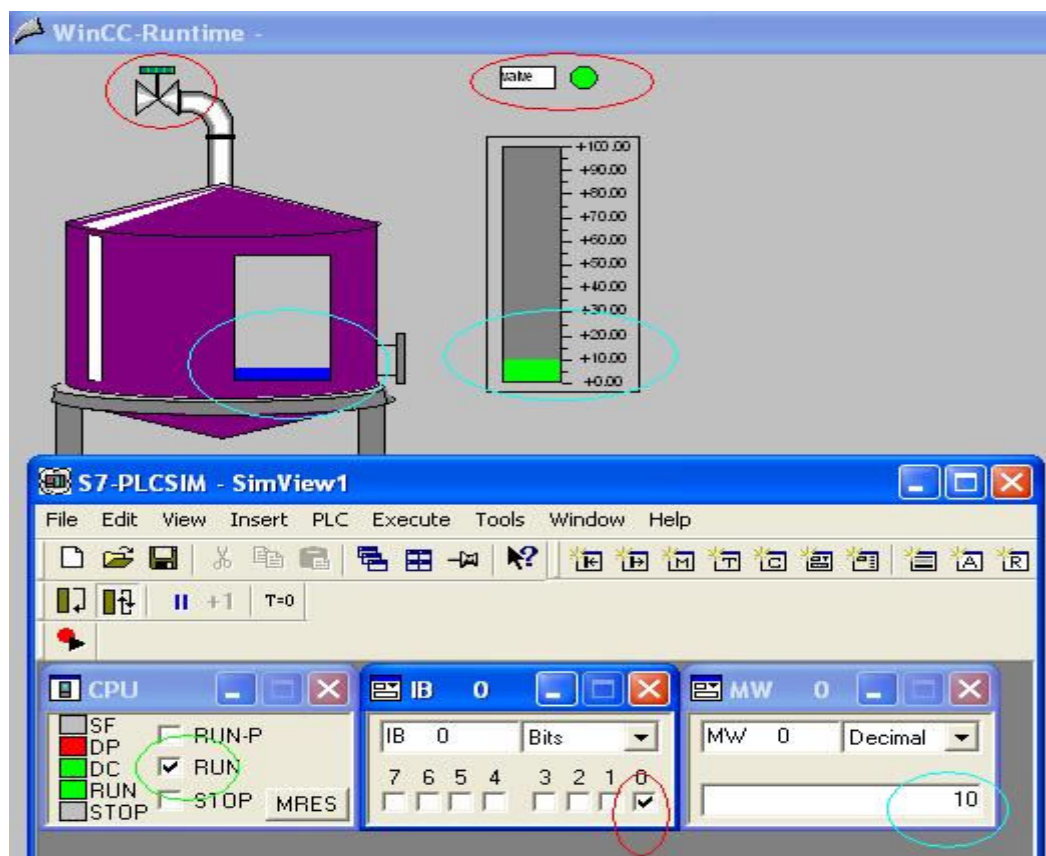 WinCC-Runtime -
valve
+100.00
+90.00
+80.00
+70.00
+60.00
+50.00
+40.00
+30.00
+20.00
+10.00
+0.00
S7-PLCSIM - SimView1
File Edit View Insert PLC Execute Tools Window Help
+1 T=0
CPU
SF
DP
DC
RUN
STOP
RUN-P
RUN
STOP
MRES
IB 0
IB 0 Bits
7 6 5 4 3 2 1 0
MW 0
MW 0 Decimal
10